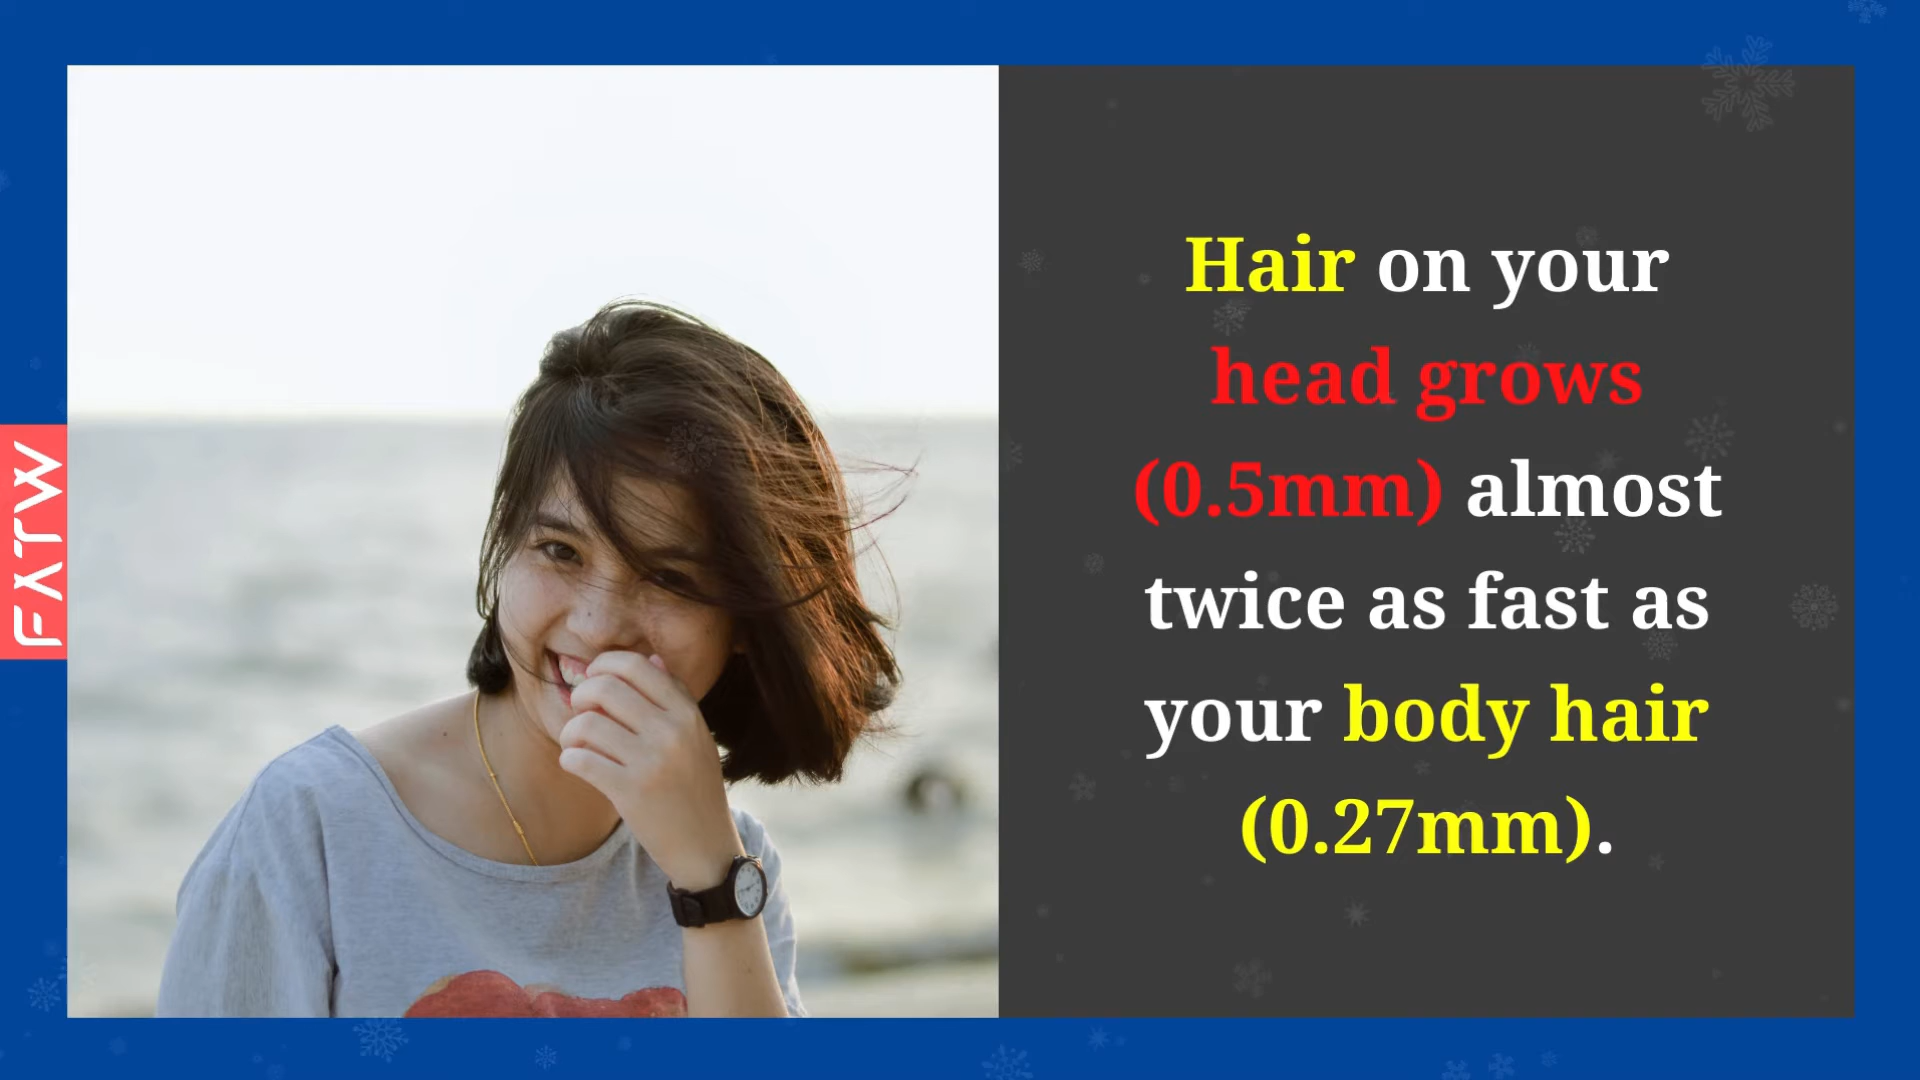 FATW
Hair on your
head grows
(0.5mm) almost
twice as fast as
your body hair
(0.27mm).